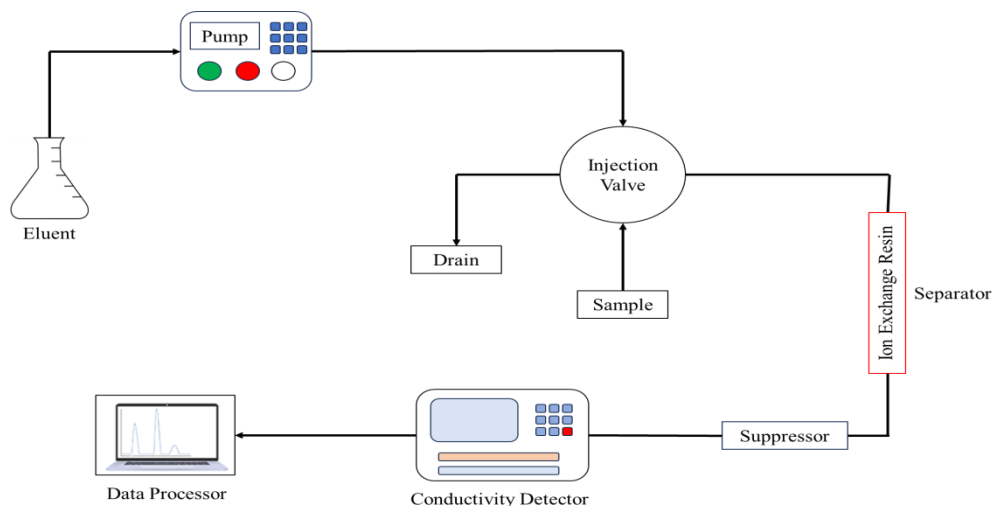 Pump
Injection
Valve
Eluent
Drain
Sample
Ion Exchange Resin
Separator
Suppressor
Data Processor
Conductivity Detector